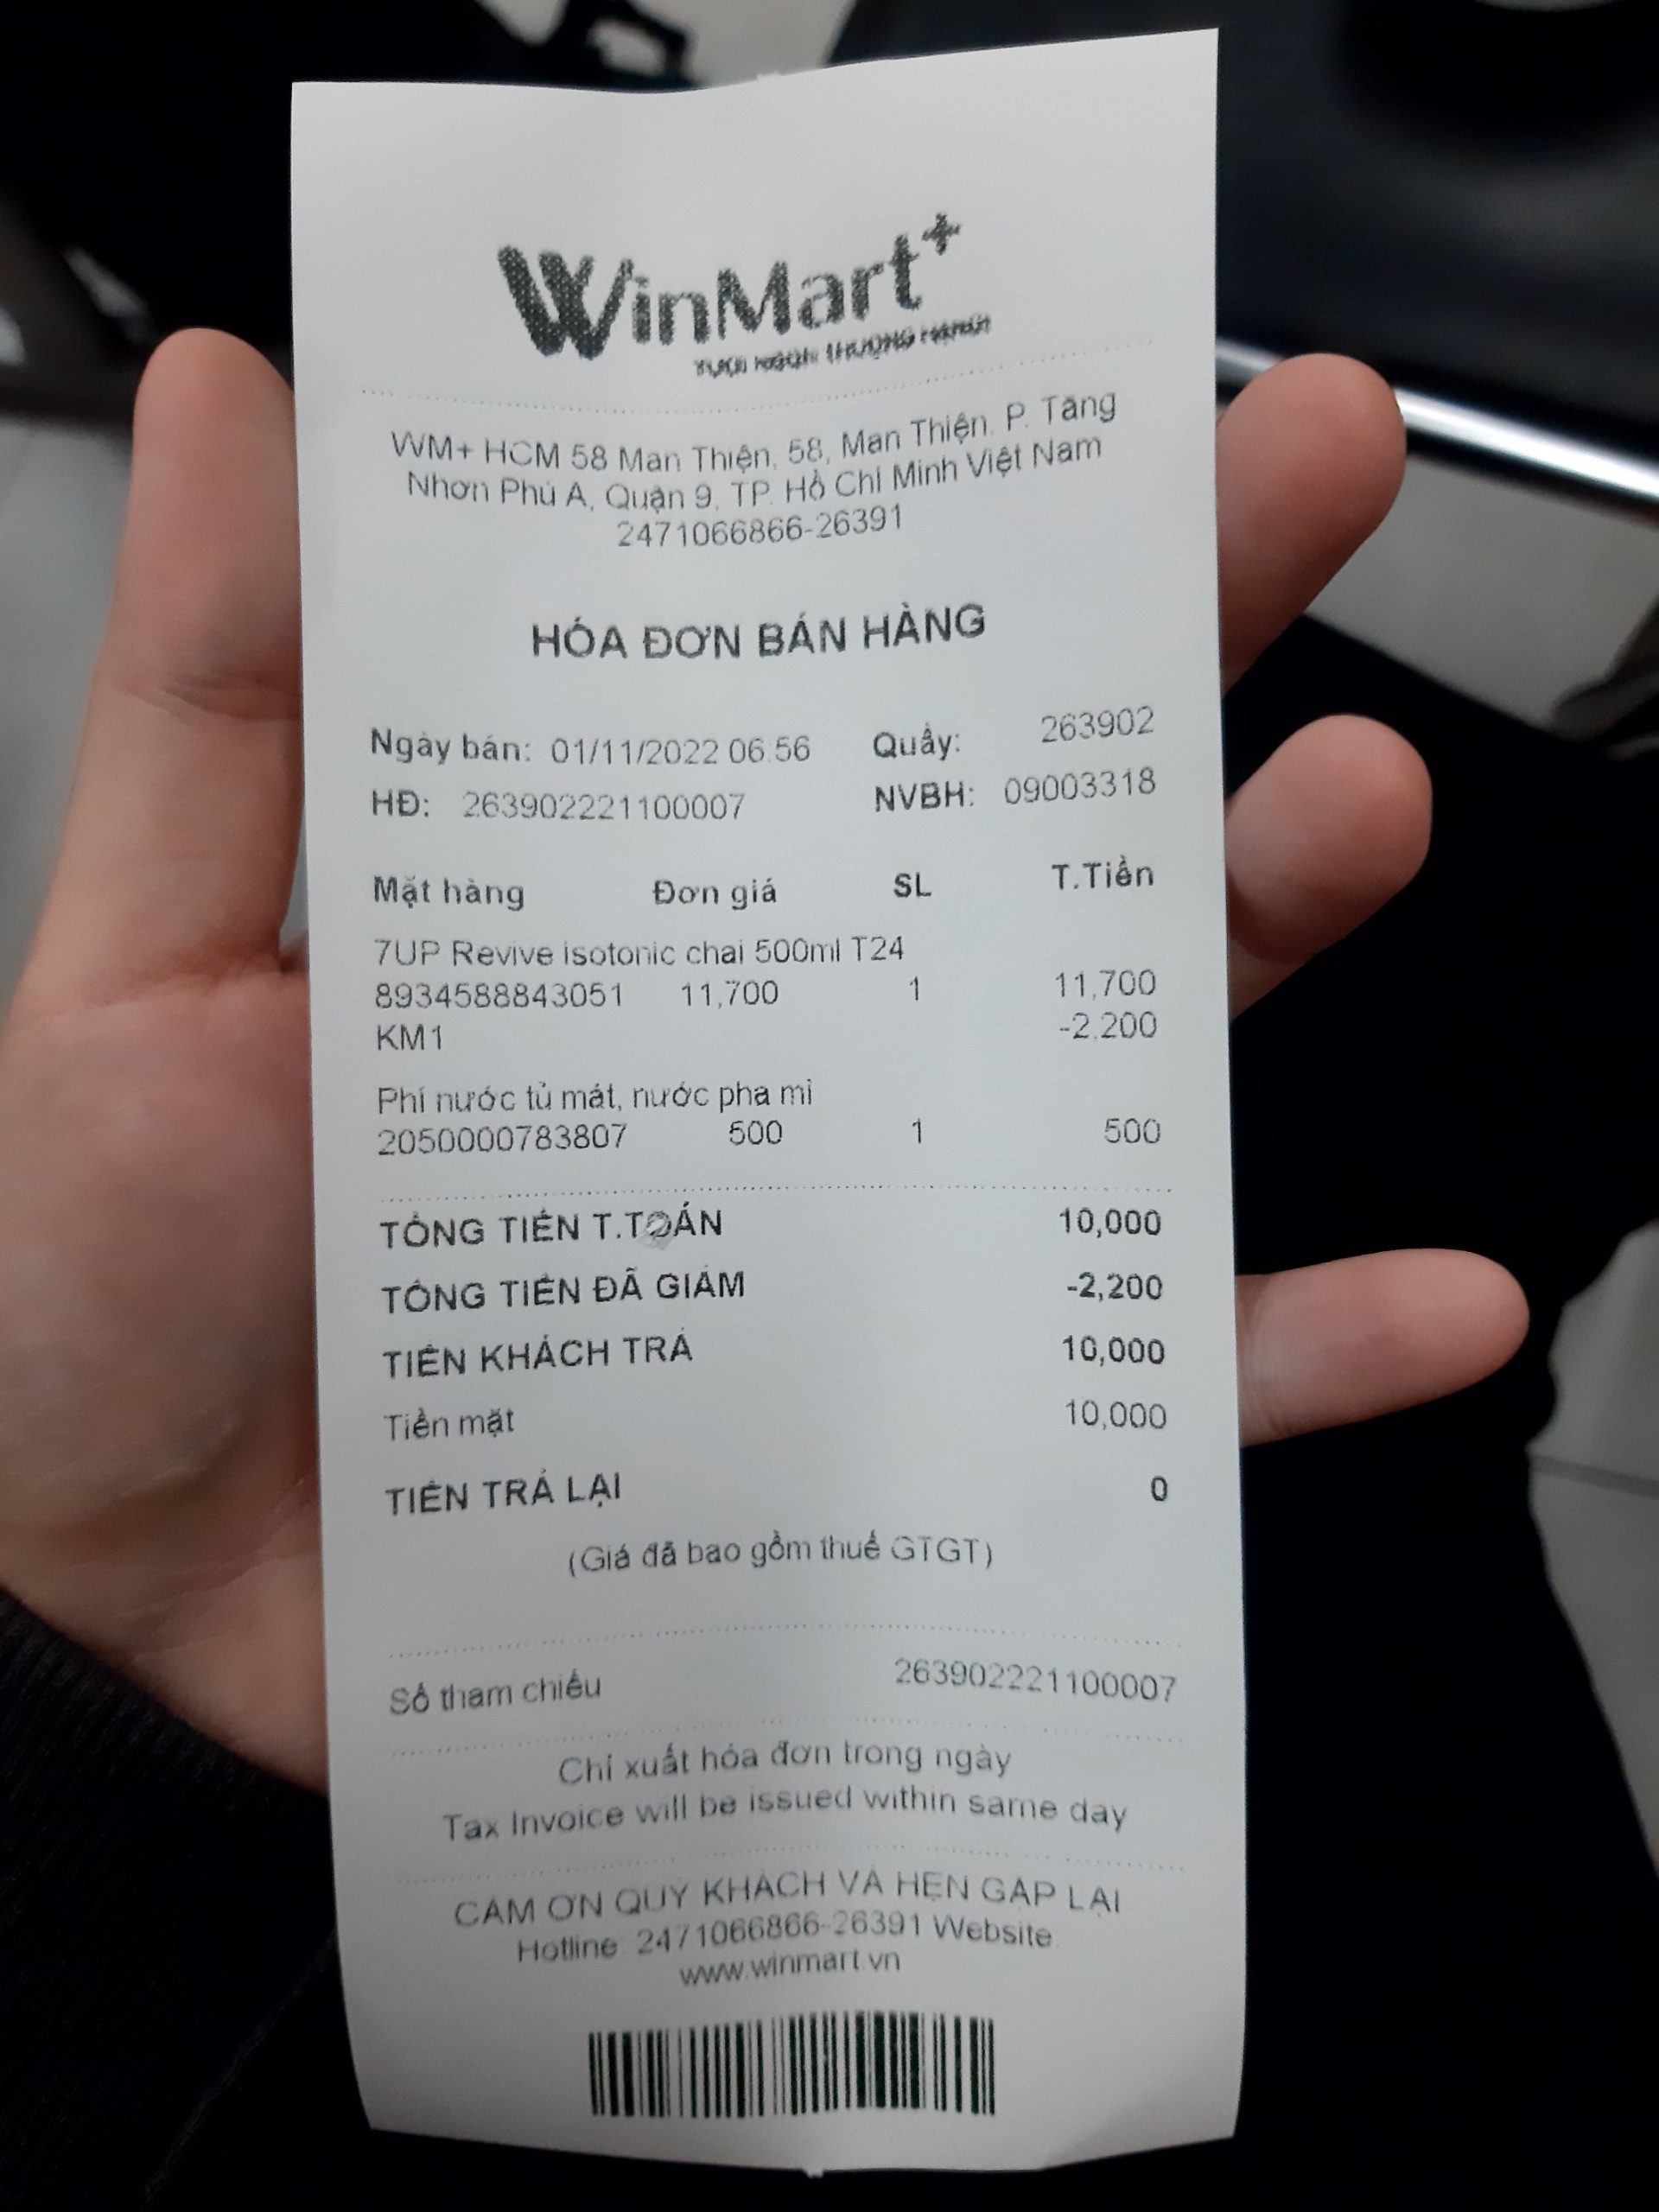 WinMart+
WM+ HCM 58 Man Thiện, 58, Man Thiện, P. Tăng
Nhơn Phú A, Quận 9, TP. Hồ Chí Minh Việt Nam
2471066866-26391
HÓA ĐƠN BÁN HÀNG
Ngày bán: 01/11/2022 06:56 Quầy: 263902
HĐ: 263902221100007 NVBH: 09003318
Mặt hàng Đơn giá SL T.Tiền
7UP Revive isotonic chai 500ml T24
8934588843051 11,700 1 11,700
KM1 -2,200
Phí nước tủ mát, nước pha mì
2050000783807 500 1 500
TỔNG TIỀN T.TOÁN 10,000
TỔNG TIỀN ĐÃ GIẢM -2,200
TIỀN KHÁCH TRẢ 10,000
Tiền mặt 10,000
TIỀN TRẢ LẠI 0
(Giá đã bao gồm thuế GTGT)
Số tham chiếu 263902221100007
Chỉ xuất hóa đơn trong ngày
Tax Invoice will be issued within same day
CẢM ƠN QUÝ KHÁCH VÀ HẸN GẶP LẠI
Hotline: 2471066866-26391 Website:
www.winmart.vn